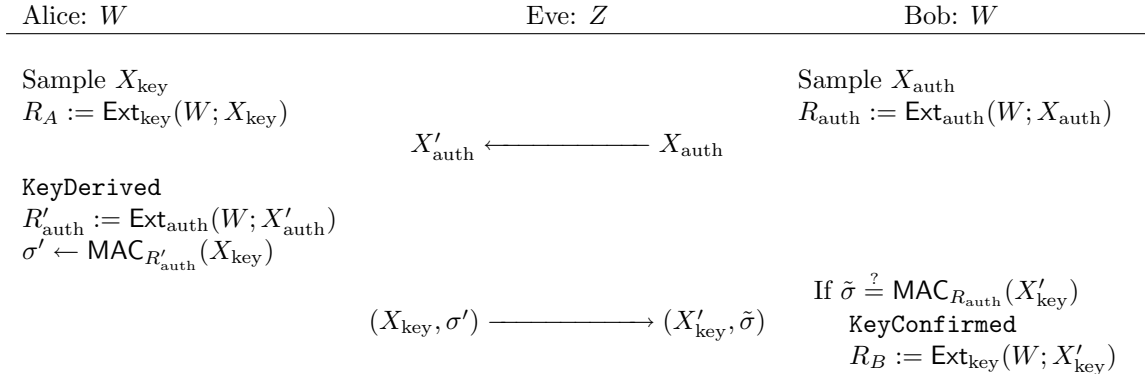 Alice: W Eve: Z Bob: W
Sample X_key Sample X_auth
R_A := Ext_key(W; X_key) R_auth := Ext_auth(W; X_auth)
X′_auth ← X_auth
KeyDerived
R′_auth := Ext_auth(W; X′_auth)
σ′ ← MAC_{R′_auth}(X_key)
If σ̃ ≟ MAC_{R_auth}(X′_key)
(X_key, σ′) → (X′_key, σ̃)
KeyConfirmed
R_B := Ext_key(W; X′_key)